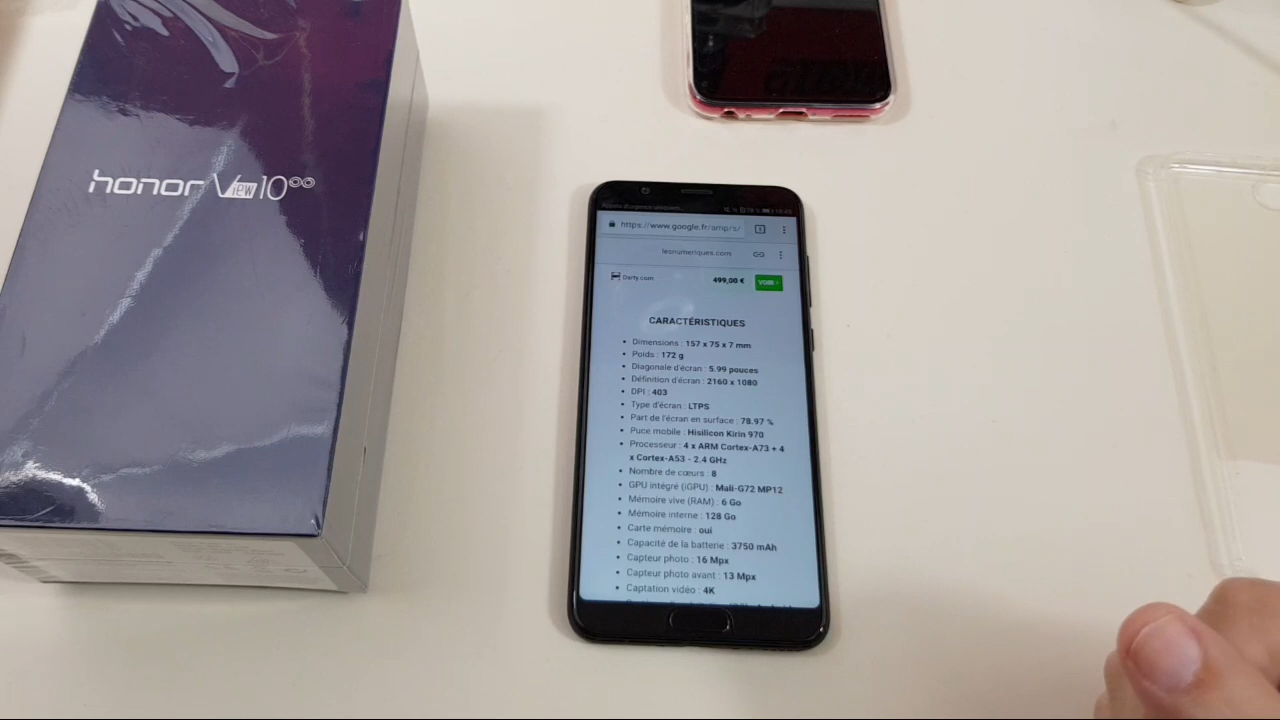 honor View10
https://www.google.fr/amp/s/
lesnumeriques.com
Darty.com 499,00 € VOIR
CARACTÉRISTIQUES
• Dimensions : 157 x 75 x 7 mm
• Poids : 172 g
• Diagonale d'écran : 5.99 pouces
• Définition d'écran : 2160 x 1080
• DPI : 403
• Type d'écran : LTPS
• Part de l'écran en surface : 78.97 %
• Puce mobile : Hisilicon Kirin 970
• Processeur : 4 x ARM Cortex-A73 + 4
x Cortex-A53 - 2.4 GHz
• Nombre de cœurs : 8
• GPU intégré (iGPU) : Mali-G72 MP12
• Mémoire vive (RAM) : 6 Go
• Mémoire interne : 128 Go
• Carte mémoire : oui
• Capacité de la batterie : 3750 mAh
• Capteur photo : 16 Mpx
• Capteur photo avant : 13 Mpx
• Captation vidéo : 4K